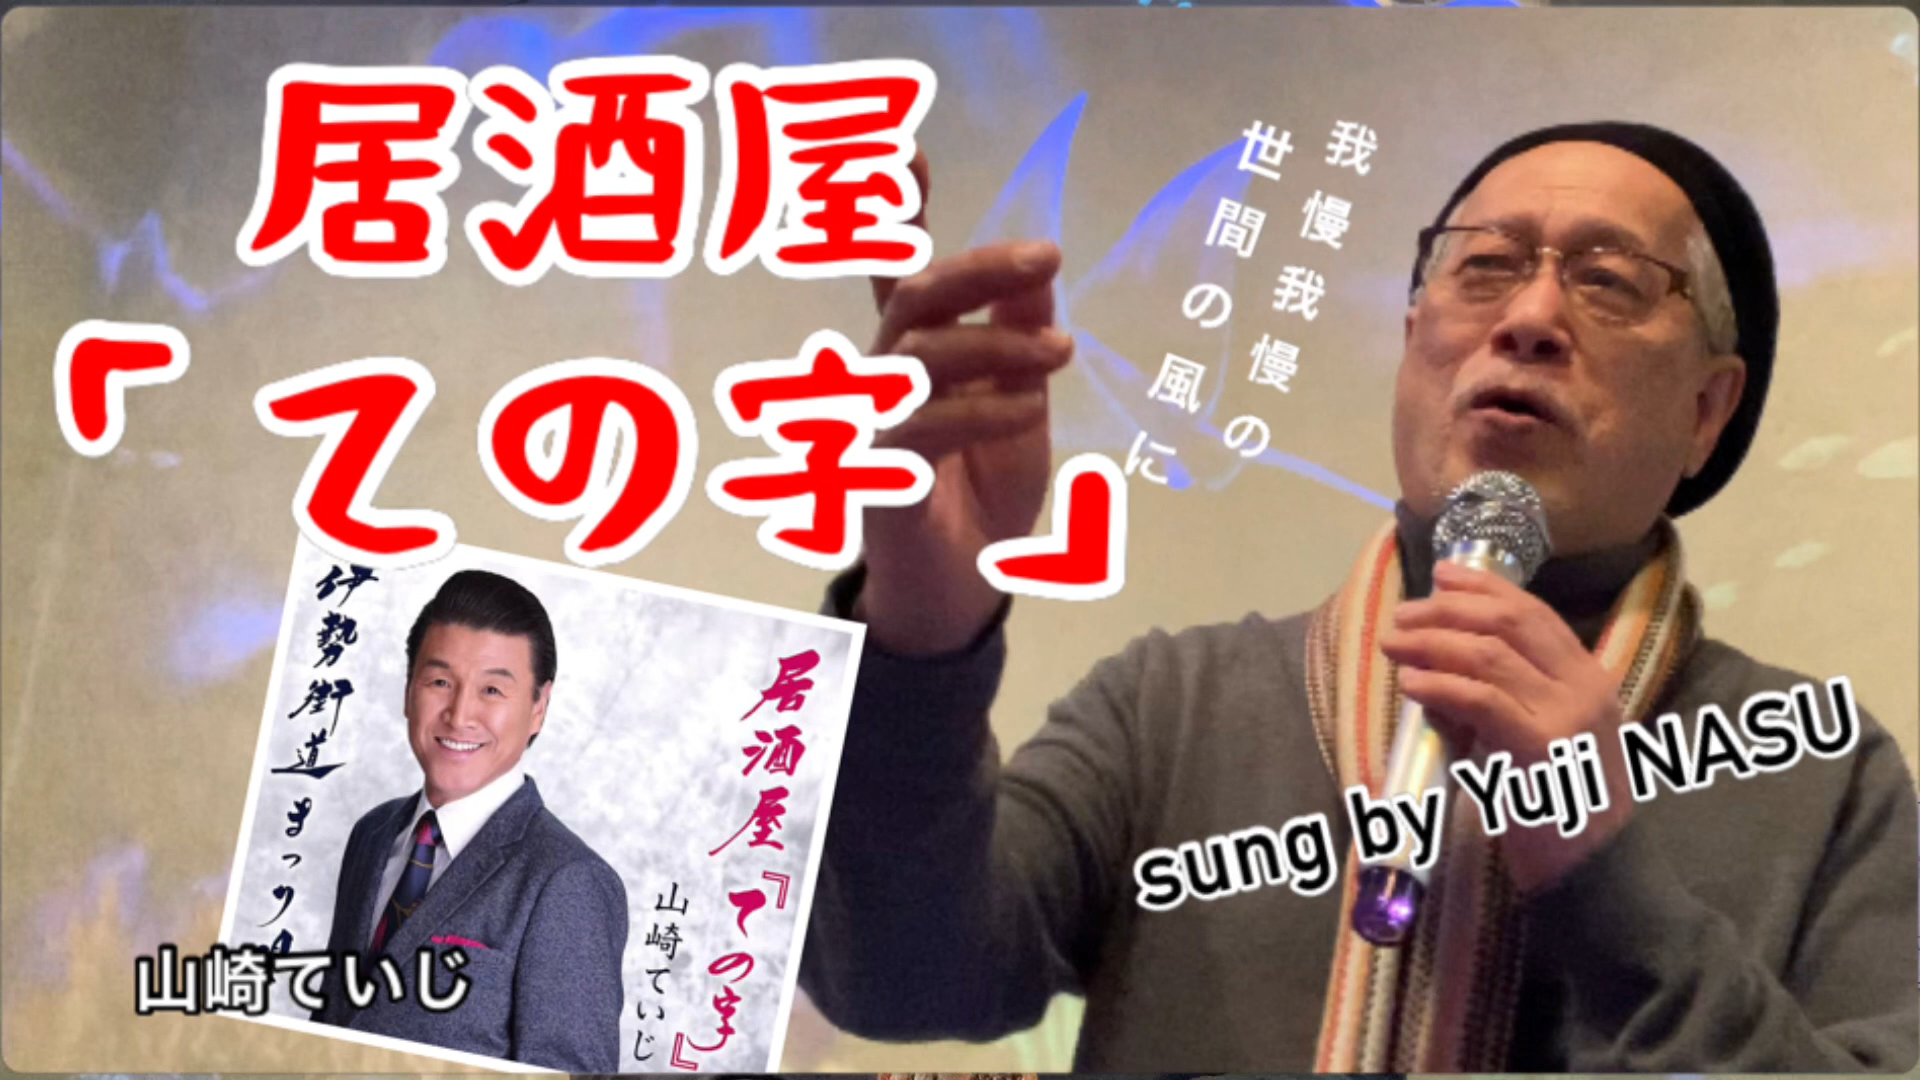 居酒屋
「ての字」
我慢我慢の
世間の風に
居酒屋『ての字』
山崎ていじ
伊勢街道まっり
山崎ていじ
sung by Yuji NASU